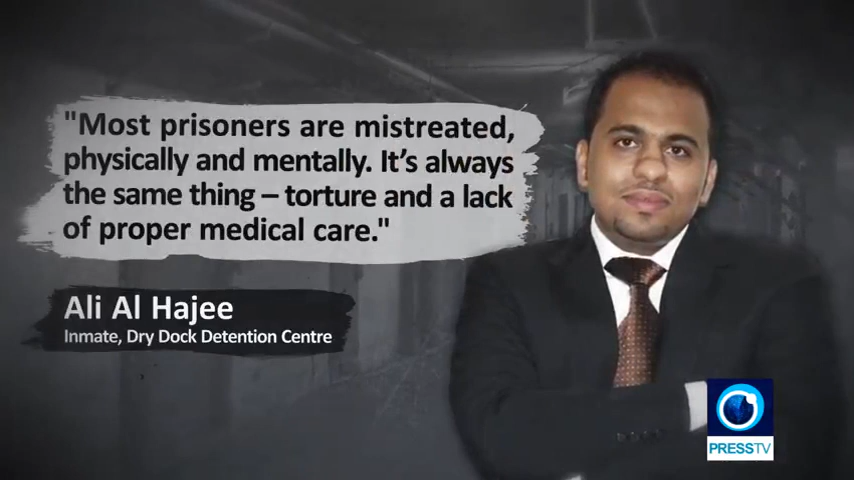 "Most prisoners are mistreated,
physically and mentally. It’s always
the same thing – torture and a lack
of proper medical care."
Ali Al Hajee
Inmate, Dry Dock Detention Centre
PRESSTV